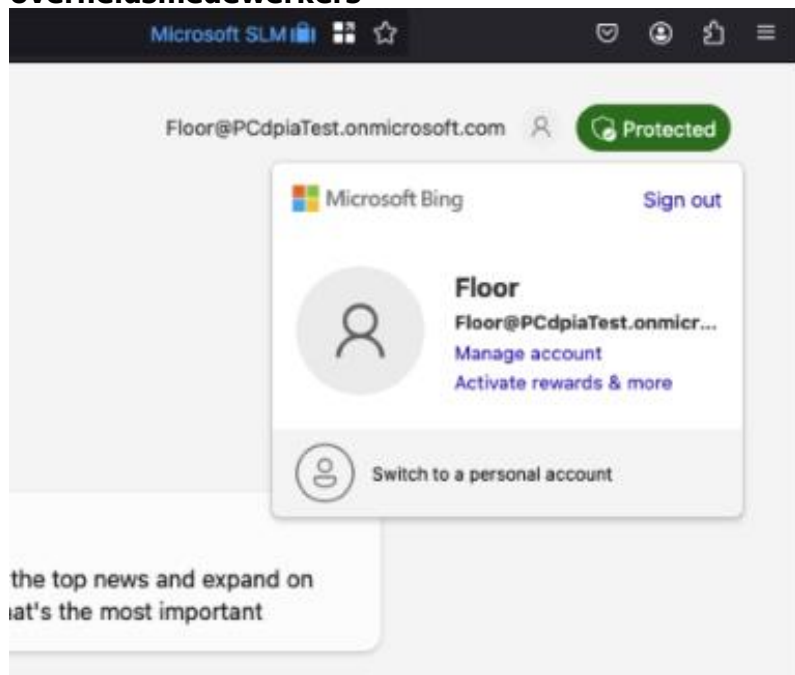 Microsoft SLM
Floor@PCdpiaTest.onmicrosoft.com Protected
Microsoft Bing Sign out
Floor
Floor@PCdpiaTest.onmicr...
Manage account
Activate rewards & more
Switch to a personal account
the top news and expand on
at's the most important